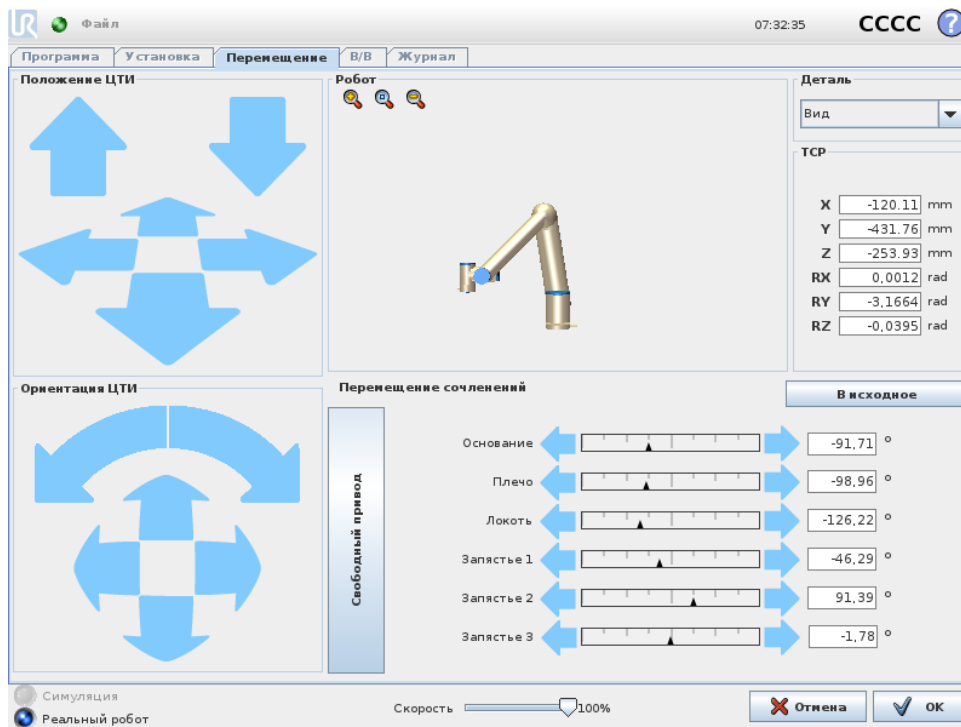 UR Файл 07:32:35 CCCC ?
Программа Установка Перемещение В/В Журнал
Положение ЦТИ
Робот
Деталь
Вид
TCP
X -120.11 mm
Y -431.76 mm
Z -253.93 mm
RX 0,0012 rad
RY -3,1664 rad
RZ -0,0395 rad
Ориентация ЦТИ
Перемещение сочленений
В исходное
Свободный привод
Основание -91,71 °
Плечо -98,96 °
Локоть -126,22 °
Запястье 1 -46,29 °
Запястье 2 91,39 °
Запястье 3 -1,78 °
Симуляция
Реальный робот
Скорость 100%
Отмена
OK